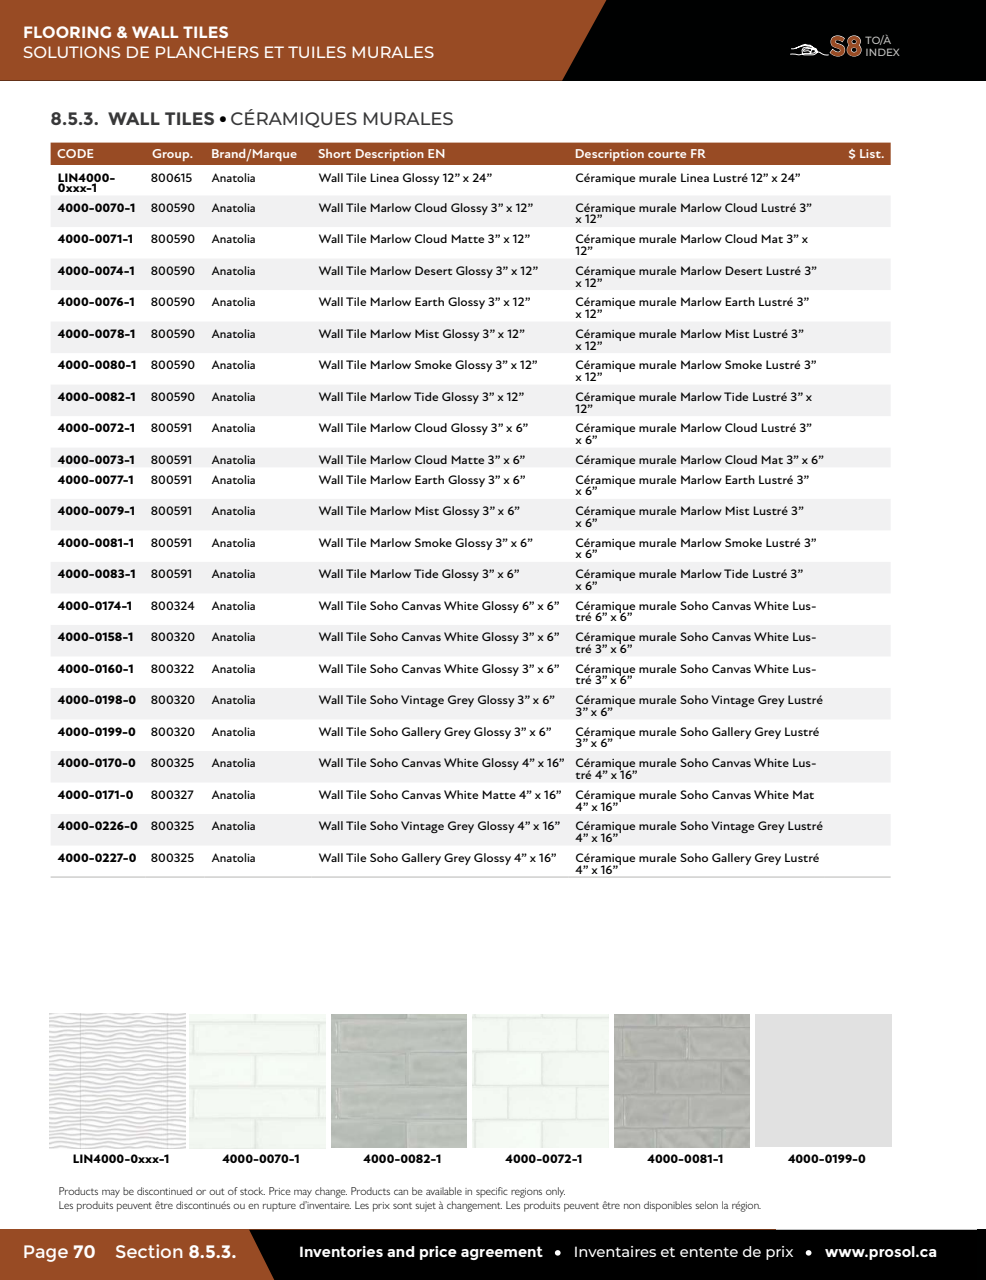 FLOORING & WALL TILES
SOLUTIONS DE PLANCHERS ET TUILES MURALES
S8 TO/À
INDEX
8.5.3. WALL TILES • CÉRAMIQUES MURALES
CODE Group. Brand/Marque Short Description EN Description courte FR $ List.
LIN4000- 800615 Anatolia Wall Tile Linea Glossy 12” x 24” Céramique murale Linea Lustré 12” x 24”
0xxx-1
4000-0070-1 800590 Anatolia Wall Tile Marlow Cloud Glossy 3” x 12” Céramique murale Marlow Cloud Lustré 3”
x 12”
4000-0071-1 800590 Anatolia Wall Tile Marlow Cloud Matte 3” x 12” Céramique murale Marlow Cloud Mat 3” x
12”
4000-0074-1 800590 Anatolia Wall Tile Marlow Desert Glossy 3” x 12” Céramique murale Marlow Desert Lustré 3”
x 12”
4000-0076-1 800590 Anatolia Wall Tile Marlow Earth Glossy 3” x 12” Céramique murale Marlow Earth Lustré 3”
x 12”
4000-0078-1 800590 Anatolia Wall Tile Marlow Mist Glossy 3” x 12” Céramique murale Marlow Mist Lustré 3”
x 12”
4000-0080-1 800590 Anatolia Wall Tile Marlow Smoke Glossy 3” x 12” Céramique murale Marlow Smoke Lustré 3”
x 12”
4000-0082-1 800590 Anatolia Wall Tile Marlow Tide Glossy 3” x 12” Céramique murale Marlow Tide Lustré 3” x
12”
4000-0072-1 800591 Anatolia Wall Tile Marlow Cloud Glossy 3” x 6” Céramique murale Marlow Cloud Lustré 3”
x 6”
4000-0073-1 800591 Anatolia Wall Tile Marlow Cloud Matte 3” x 6” Céramique murale Marlow Cloud Mat 3” x 6”
4000-0077-1 800591 Anatolia Wall Tile Marlow Earth Glossy 3” x 6” Céramique murale Marlow Earth Lustré 3”
x 6”
4000-0079-1 800591 Anatolia Wall Tile Marlow Mist Glossy 3” x 6” Céramique murale Marlow Mist Lustré 3”
x 6”
4000-0081-1 800591 Anatolia Wall Tile Marlow Smoke Glossy 3” x 6” Céramique murale Marlow Smoke Lustré 3”
x 6”
4000-0083-1 800591 Anatolia Wall Tile Marlow Tide Glossy 3” x 6” Céramique murale Marlow Tide Lustré 3”
x 6”
4000-0174-1 800324 Anatolia Wall Tile Soho Canvas White Glossy 6” x 6” Céramique murale Soho Canvas White Lus-
tré 6” x 6”
4000-0158-1 800320 Anatolia Wall Tile Soho Canvas White Glossy 3” x 6” Céramique murale Soho Canvas White Lus-
tré 3” x 6”
4000-0160-1 800322 Anatolia Wall Tile Soho Canvas White Glossy 3” x 6” Céramique murale Soho Canvas White Lus-
tré 3” x 6”
4000-0198-0 800320 Anatolia Wall Tile Soho Vintage Grey Glossy 3” x 6” Céramique murale Soho Vintage Grey Lustré
3” x 6”
4000-0199-0 800320 Anatolia Wall Tile Soho Gallery Grey Glossy 3” x 6” Céramique murale Soho Gallery Grey Lustré
3” x 6”
4000-0170-0 800325 Anatolia Wall Tile Soho Canvas White Glossy 4” x 16” Céramique murale Soho Canvas White Lus-
tré 4” x 16”
4000-0171-0 800327 Anatolia Wall Tile Soho Canvas White Matte 4” x 16” Céramique murale Soho Canvas White Mat
4” x 16”
4000-0226-0 800325 Anatolia Wall Tile Soho Vintage Grey Glossy 4” x 16” Céramique murale Soho Vintage Grey Lustré
4” x 16”
4000-0227-0 800325 Anatolia Wall Tile Soho Gallery Grey Glossy 4” x 16” Céramique murale Soho Gallery Grey Lustré
4” x 16”
LIN4000-0xxx-1 4000-0070-1 4000-0082-1 4000-0072-1 4000-0081-1 4000-0199-0
Products may be discontinued or out of stock. Price may change. Products can be available in specific regions only.
Les produits peuvent être discontinués ou en rupture d’inventaire. Les prix sont sujet à changement. Les produits peuvent être non disponibles selon la région.
Page 70 Section 8.5.3. Inventories and price agreement • Inventaires et entente de prix • www.prosol.ca